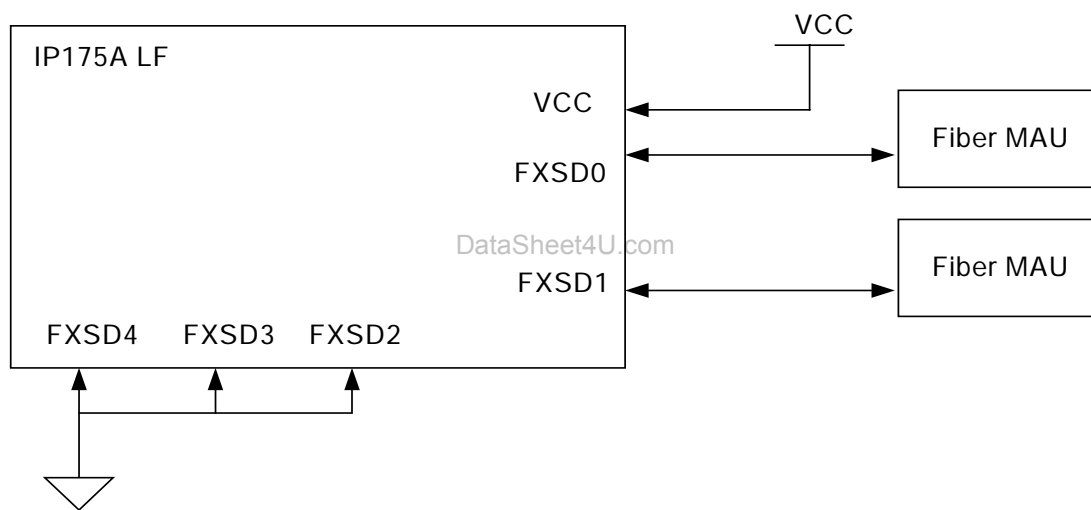 VCC
IP175A LF
VCC
Fiber MAU
FXSD0
DataSheet4U.com
FXSD1
Fiber MAU
FXSD4 FXSD3 FXSD2